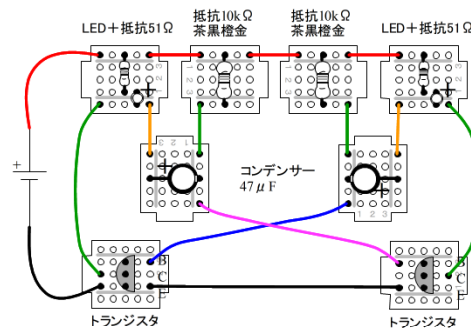 LED＋抵抗51Ω
抵抗10kΩ
茶黒橙金
抵抗10kΩ
茶黒橙金
LED＋抵抗51Ω
コンデンサー
47μF
B
C
E
B
C
E
トランジスタ
トランジスタ